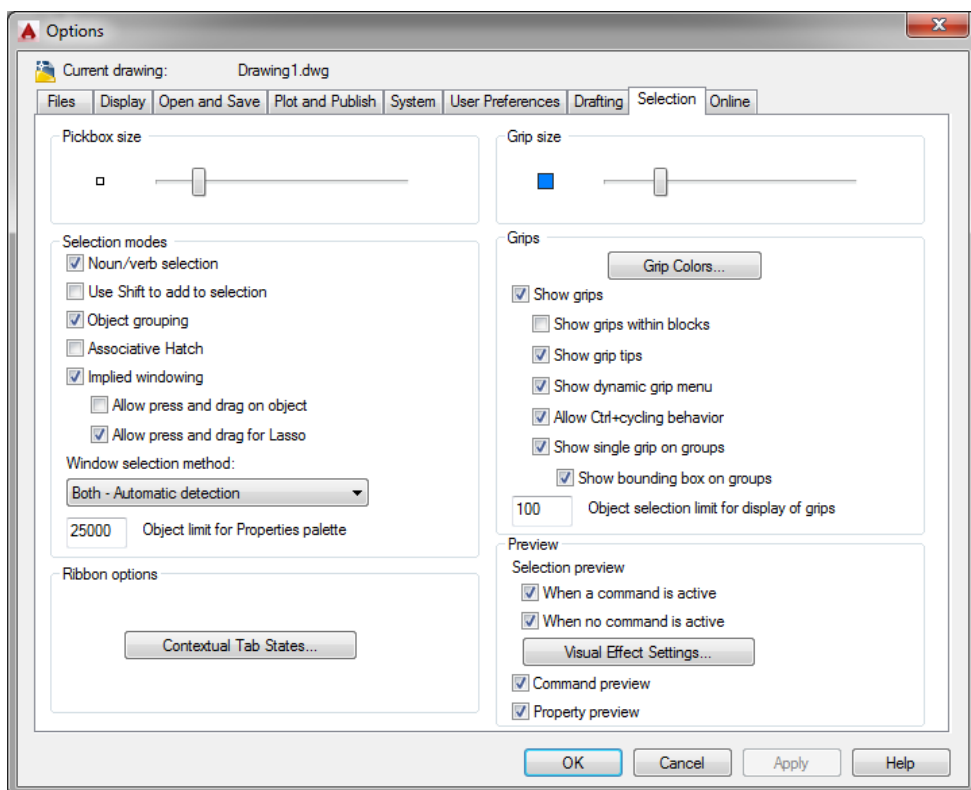 Options
Current drawing: Drawing1.dwg
Files Display Open and Save Plot and Publish System User Preferences Drafting Selection Online
Pickbox size
Selection modes
Noun/verb selection
Use Shift to add to selection
Object grouping
Associative Hatch
Implied windowing
Allow press and drag on object
Allow press and drag for Lasso
Window selection method:
Both - Automatic detection
25000 Object limit for Properties palette
Ribbon options
Contextual Tab States...
Grip size
Grips
Grip Colors...
Show grips
Show grips within blocks
Show grip tips
Show dynamic grip menu
Allow Ctrl+cycling behavior
Show single grip on groups
Show bounding box on groups
100 Object selection limit for display of grips
Preview
Selection preview
When a command is active
When no command is active
Visual Effect Settings...
Command preview
Property preview
OK Cancel Apply Help